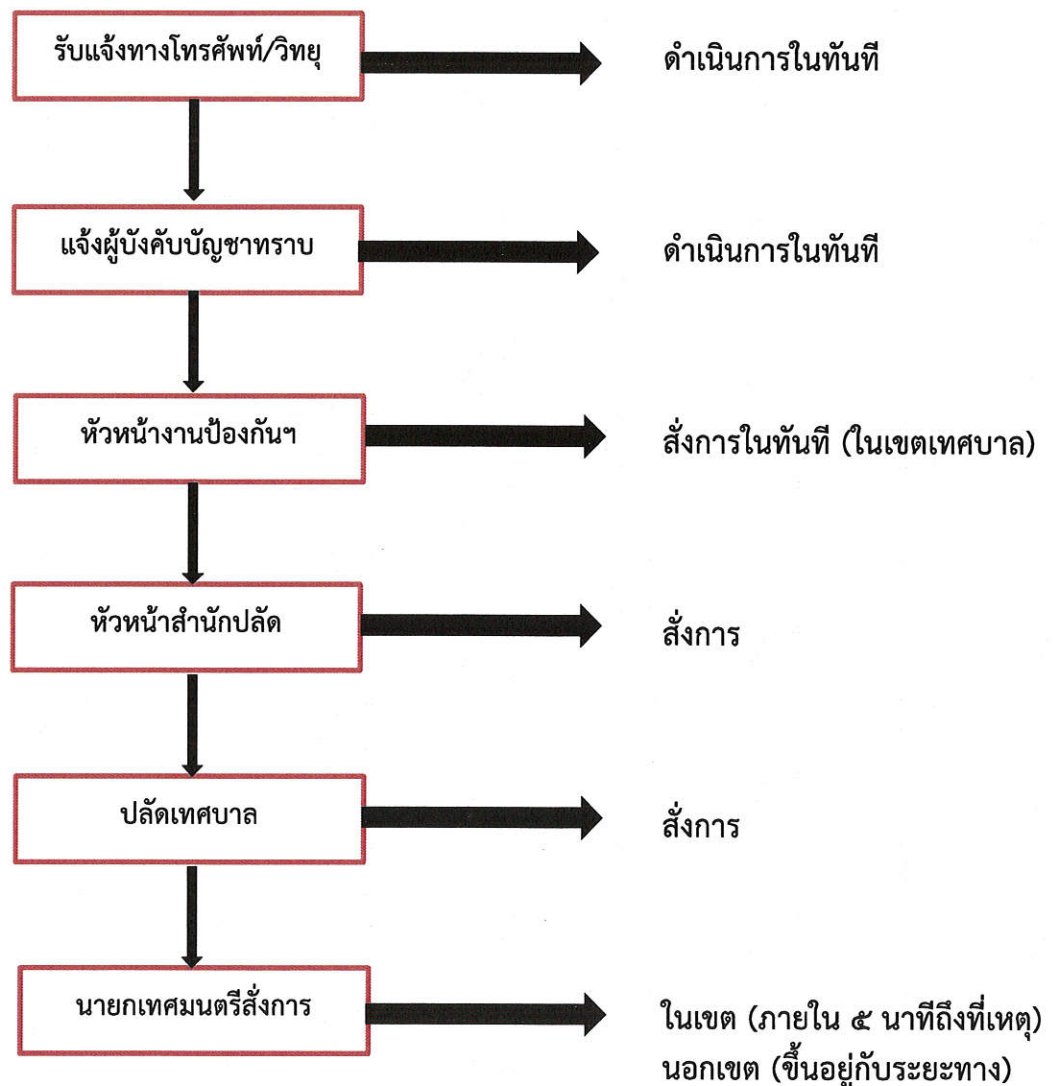 รับแจ้งทางโทรศัพท์/วิทยุ
ดำเนินการในทันที
แจ้งผู้บังคับบัญชาทราบ
ดำเนินการในทันที
หัวหน้างานป้องกันฯ
สั่งการในทันที (ในเขตเทศบาล)
หัวหน้าสำนักปลัด
สั่งการ
ปลัดเทศบาล
สั่งการ
นายกเทศมนตรีสั่งการ
ในเขต (ภายใน ๕ นาทีถึงที่เหตุ)
นอกเขต (ขึ้นอยู่กับระยะทาง)